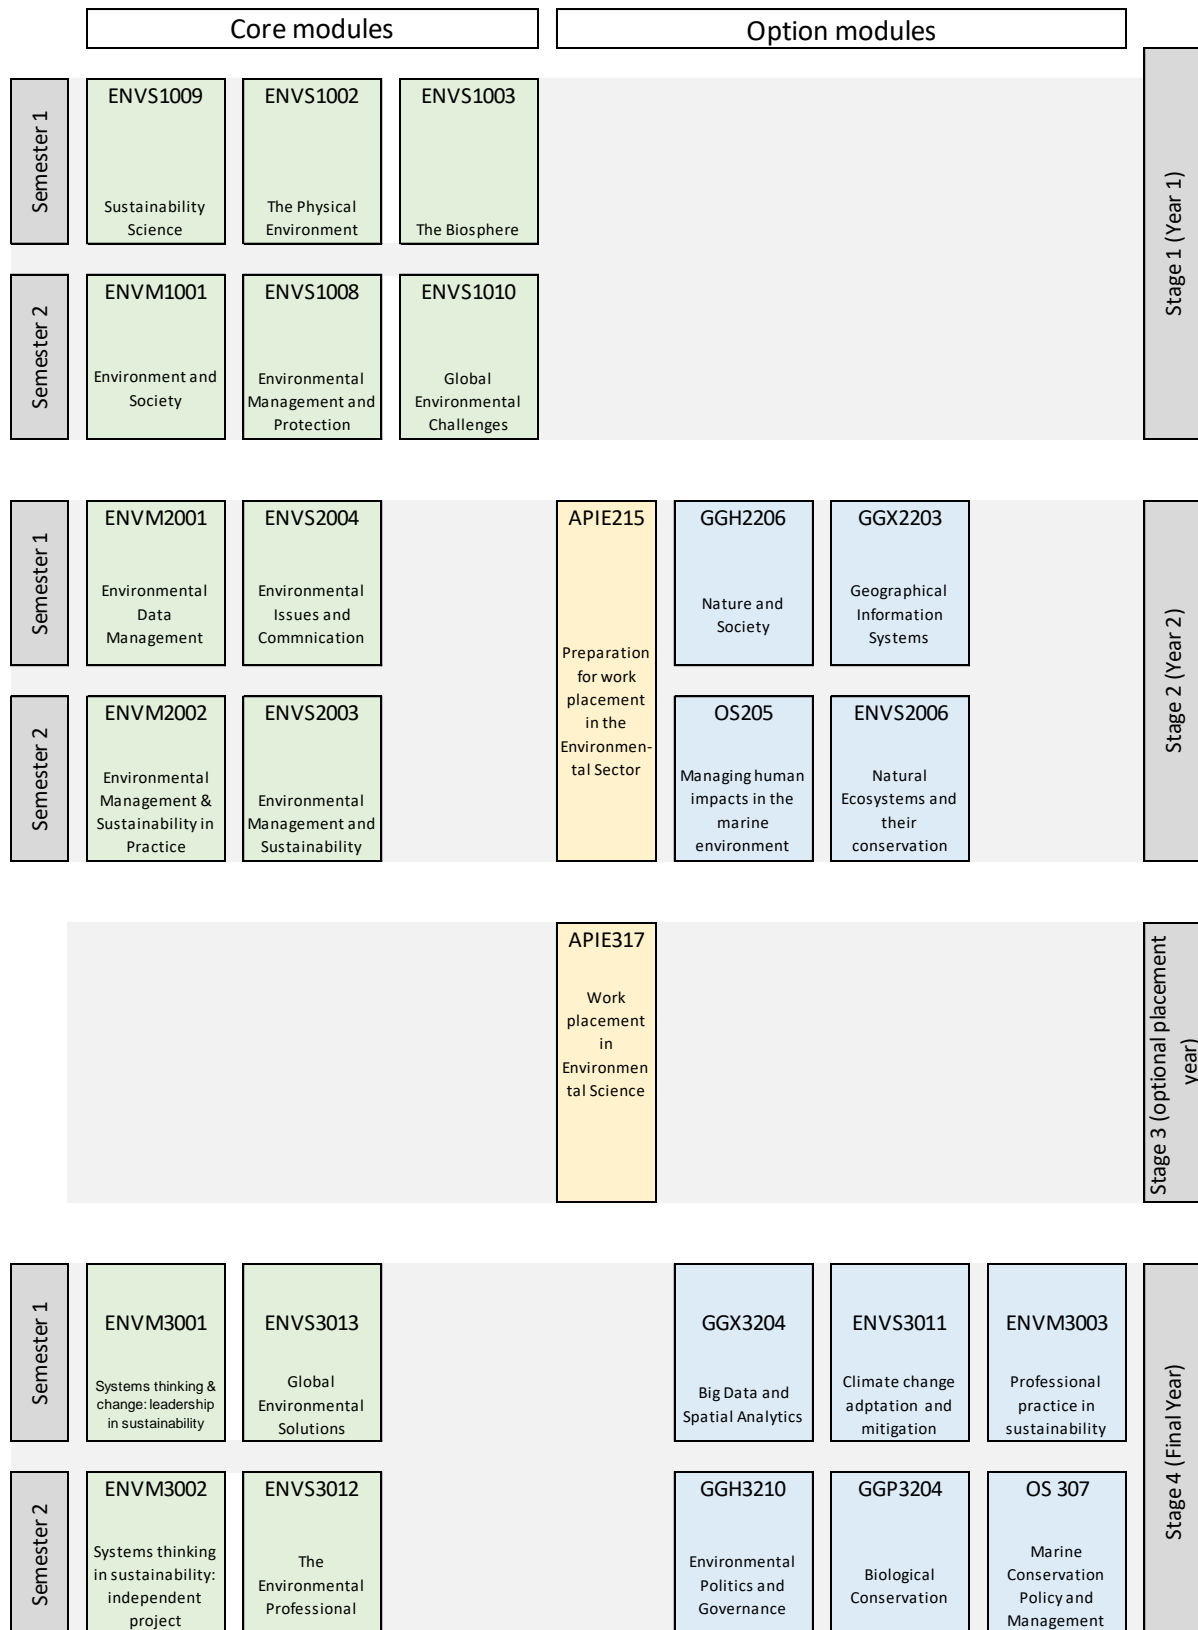 Core modules
Option modules
Semester 1
ENVS1009
Sustainability
Science
ENVS1002
The Physical
Environment
ENVS1003
The Biosphere
Stage 1 (Year 1)
Semester 2
ENVM1001
Environment and
Society
ENVS1008
Environmental
Management and
Protection
ENVS1010
Global
Environmental
Challenges
Semester 1
ENVM2001
Environmental
Data
Management
ENVS2004
Environmental
Issues and
Commnication
APIE215
Preparation
for work
placement
in the
Environmen-
tal Sector
GGH2206
Nature and
Society
GGX2203
Geographical
Information
Systems
Stage 2 (Year 2)
Semester 2
ENVM2002
Environmental
Management &
Sustainability in
Practice
ENVS2003
Environmental
Management and
Sustainability
OS205
Managing human
impacts in the
marine
environment
ENVS2006
Natural
Ecosystems and
their
conservation
APIE317
Work
placement
in
Environmen
tal Science
Stage 3 (optional placement
year)
Semester 1
ENVM3001
Systems thinking &
change: leadership
in sustainability
ENVS3013
Global
Environmental
Solutions
GGX3204
Big Data and
Spatial Analytics
ENVS3011
Climate change
adptation and
mitigation
ENVM3003
Professional
practice in
sustainability
Stage 4 (Final Year)
Semester 2
ENVM3002
Systems thinking
in sustainability:
independent
project
ENVS3012
The
Environmental
Professional
GGH3210
Environmental
Politics and
Governance
GGP3204
Biological
Conservation
OS 307
Marine
Conservation
Policy and
Management